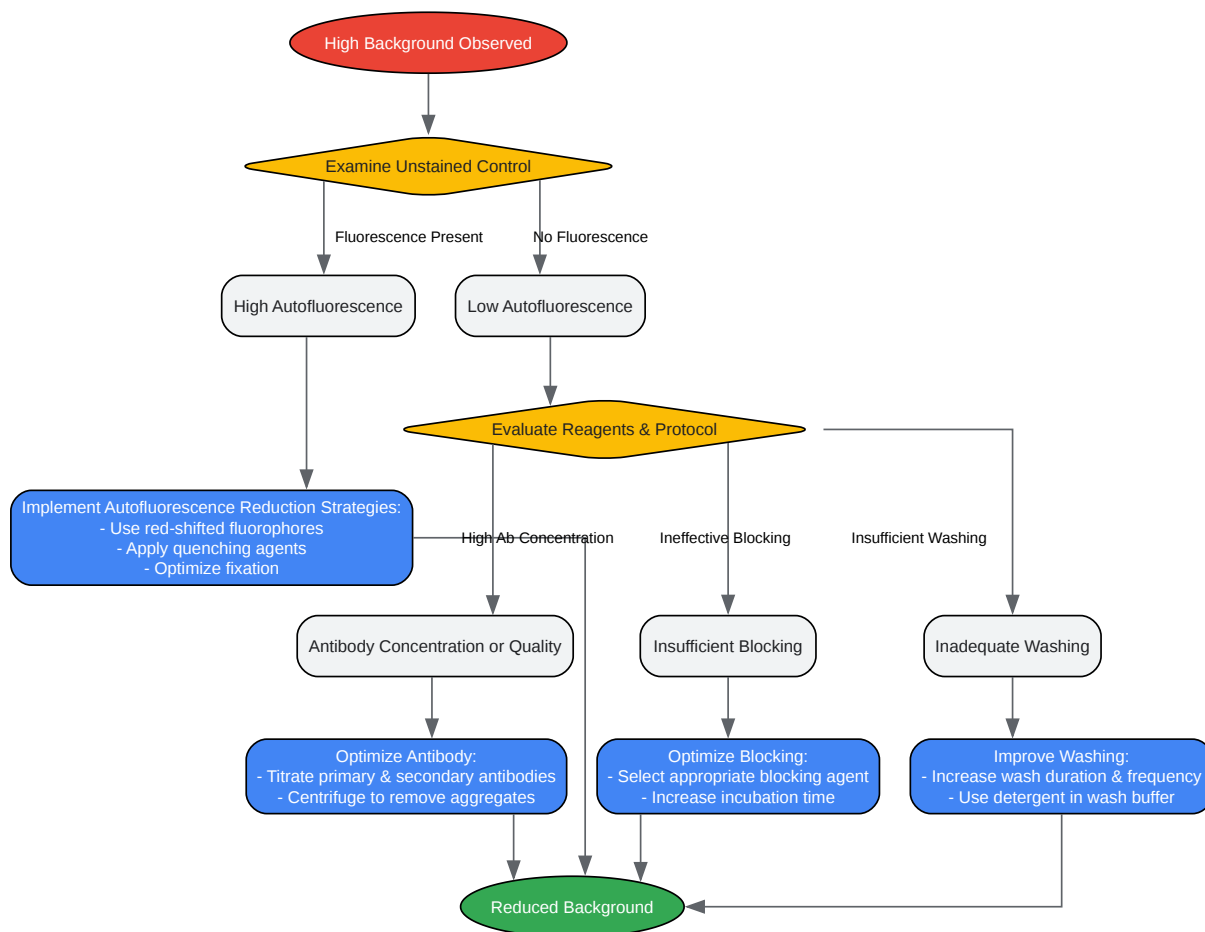 High Background Observed
Examine Unstained Control
Fluorescence Present
No Fluorescence
High Autofluorescence
Low Autofluorescence
Evaluate Reagents & Protocol
Implement Autofluorescence Reduction Strategies:
- Use red-shifted fluorophores
- Apply quenching agents
- Optimize fixation
High Ab Concentration
Ineffective Blocking
Insufficient Washing
Antibody Concentration or Quality
Insufficient Blocking
Inadequate Washing
Optimize Antibody:
- Titrate primary & secondary antibodies
- Centrifuge to remove aggregates
Optimize Blocking:
- Select appropriate blocking agent
- Increase incubation time
Improve Washing:
- Increase wash duration & frequency
- Use detergent in wash buffer
Reduced Background